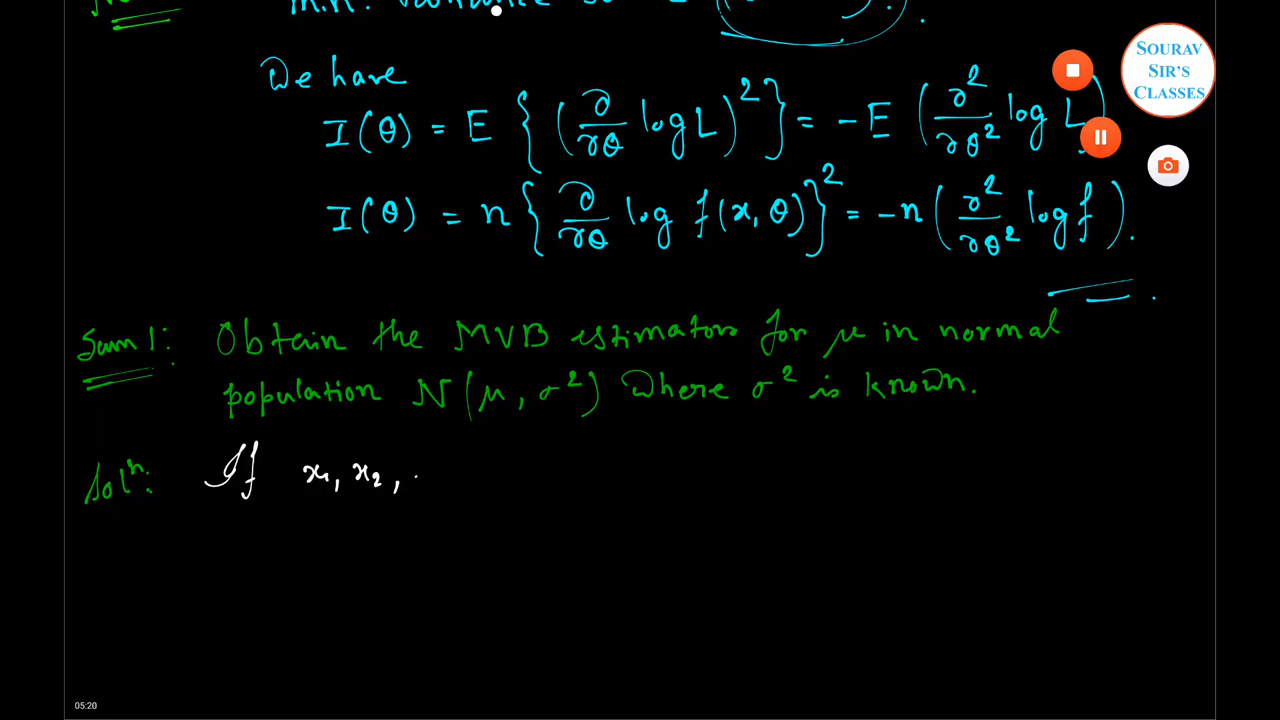 SOURAV
SIR'S
CLASSES
We have
I(θ) = E { ( ∂/∂θ log L )² } = - E ( ∂²/∂θ² log L )
I(θ) = n { ∂/∂θ log f(x, θ) }² = -n ( ∂²/∂θ² log f ).
Sum 1: Obtain the MVB estimators for μ in normal
population N(μ, σ²) Where σ² is known.
Solⁿ: If x₁, x₂, .
05:20